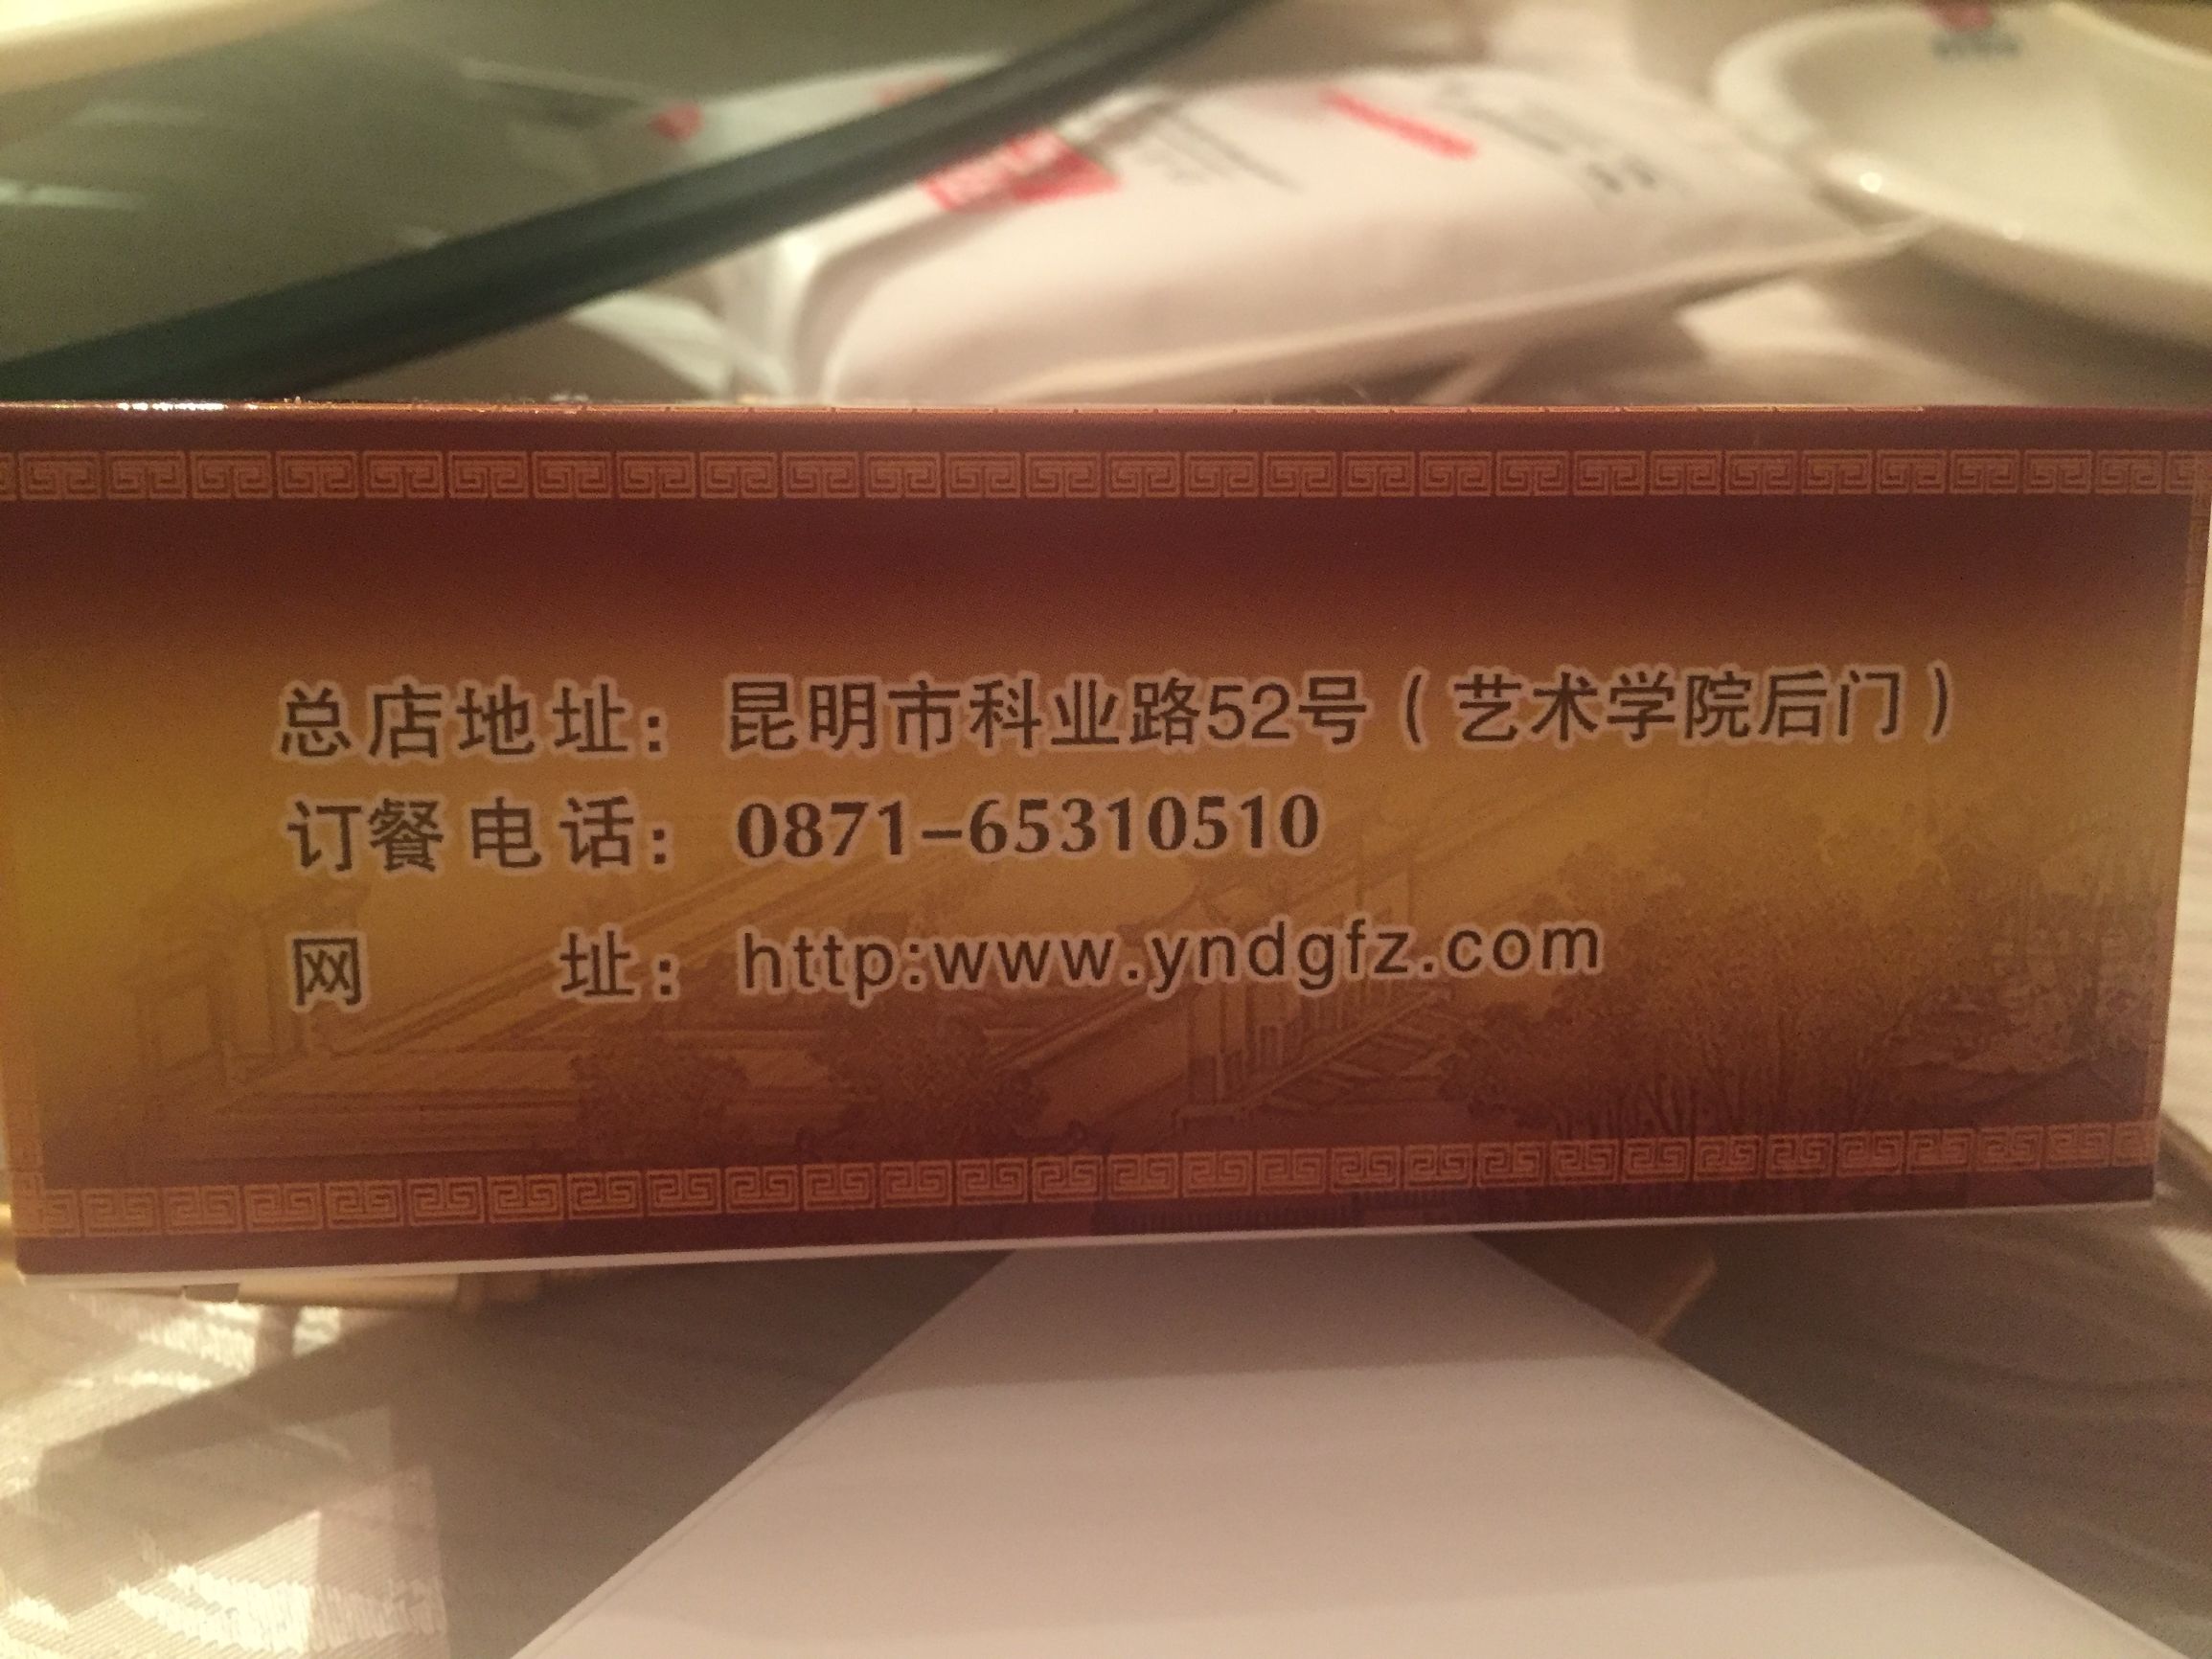 总店地址：昆明市科业路52号（艺术学院后门）
订餐电话：0871-65310510
网址：http:www.yndgfz.com